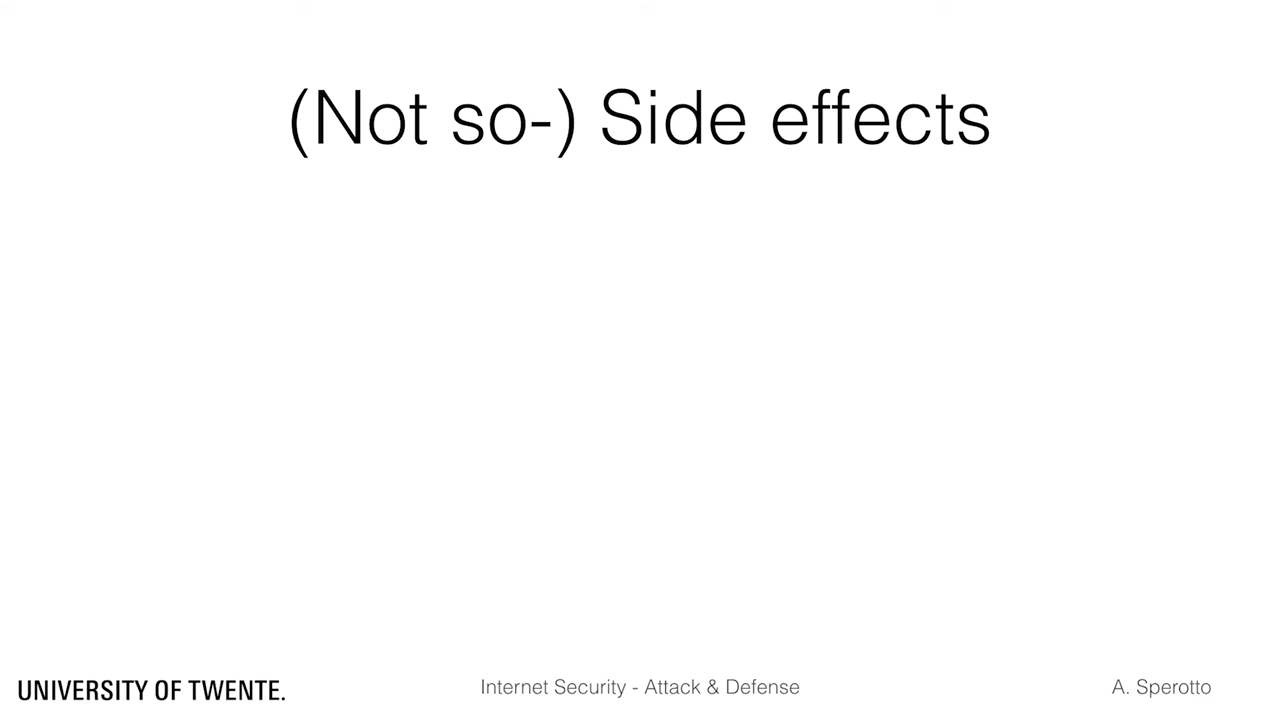 (Not so-) Side effects
UNIVERSITY OF TWENTE.
Internet Security - Attack & Defense
A. Sperotto